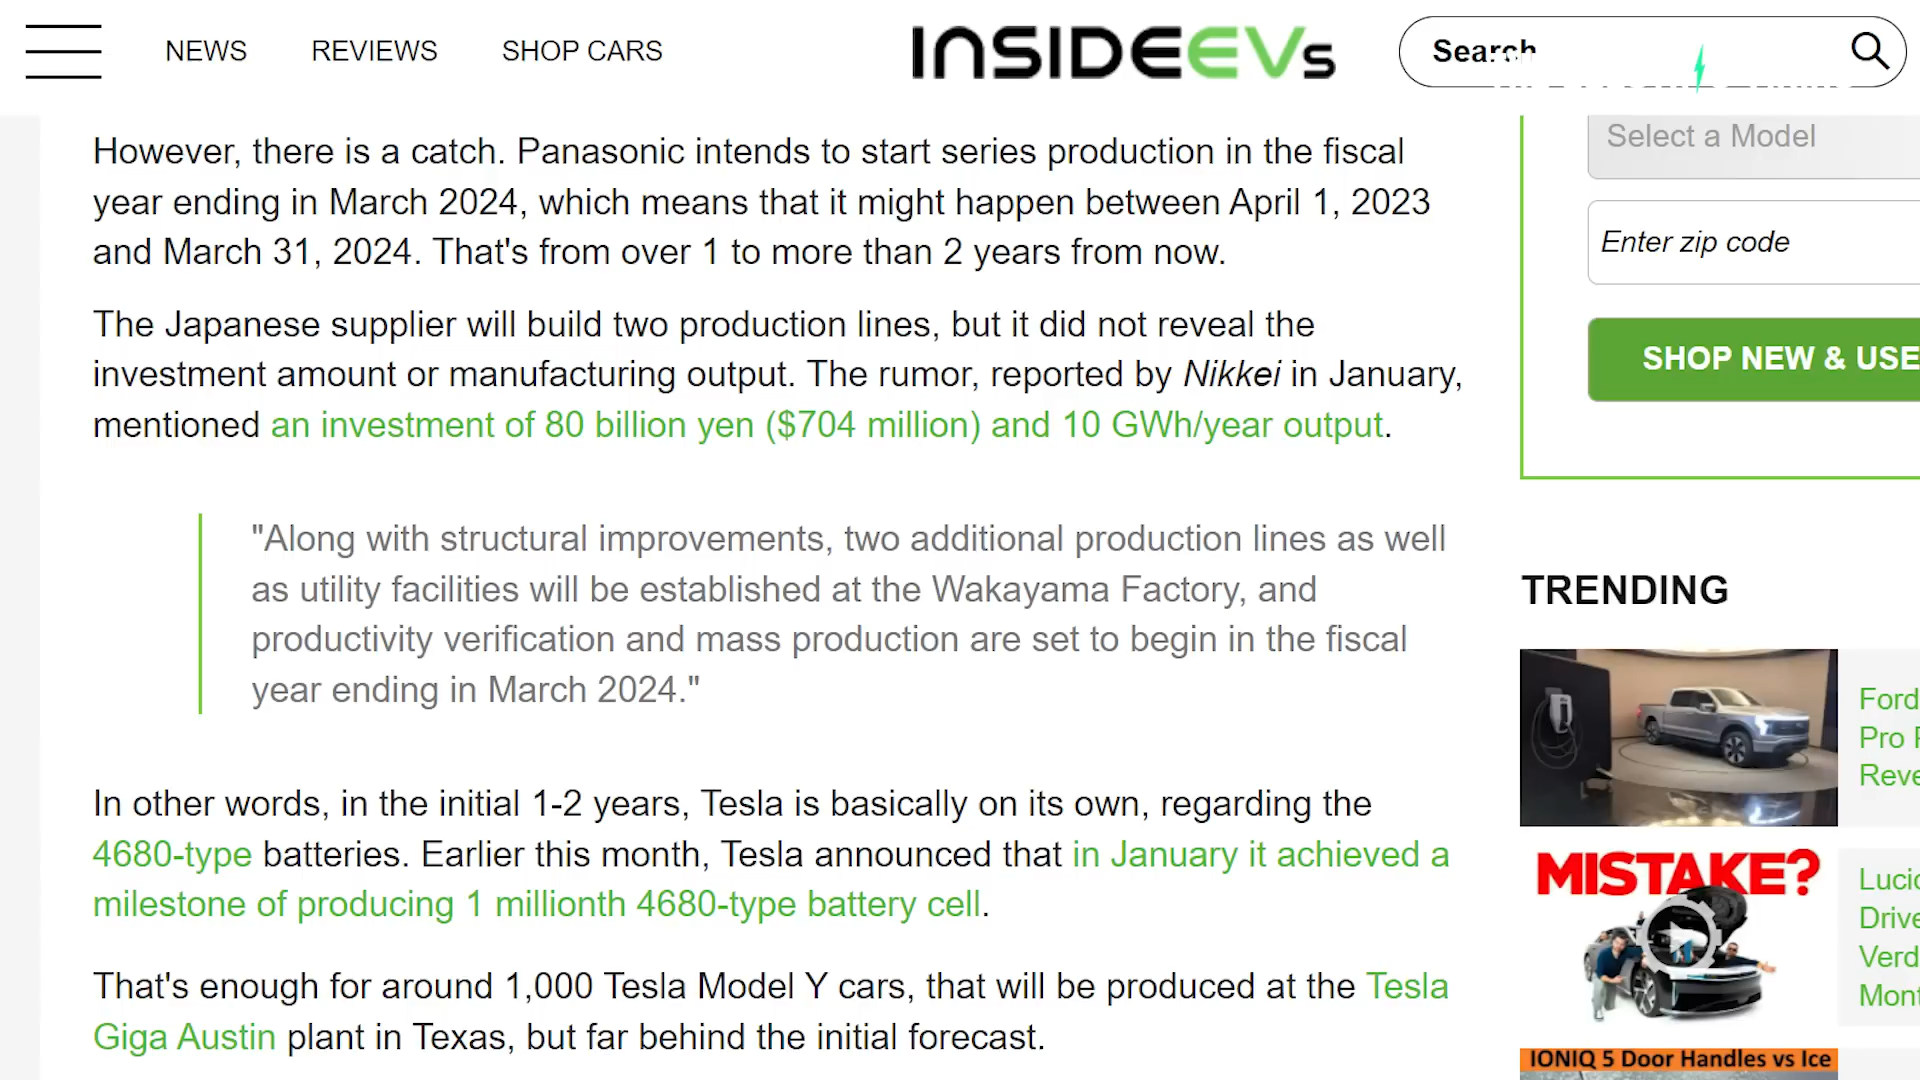 NEWS
REVIEWS
SHOP CARS
INSIDEEVs
Search
However, there is a catch. Panasonic intends to start series production in the fiscal
year ending in March 2024, which means that it might happen between April 1, 2023
and March 31, 2024. That's from over 1 to more than 2 years from now.
The Japanese supplier will build two production lines, but it did not reveal the
investment amount or manufacturing output. The rumor, reported by Nikkei in January,
mentioned an investment of 80 billion yen ($704 million) and 10 GWh/year output.
"Along with structural improvements, two additional production lines as well
as utility facilities will be established at the Wakayama Factory, and
productivity verification and mass production are set to begin in the fiscal
year ending in March 2024."
In other words, in the initial 1-2 years, Tesla is basically on its own, regarding the
4680-type batteries. Earlier this month, Tesla announced that in January it achieved a
milestone of producing 1 millionth 4680-type battery cell.
That's enough for around 1,000 Tesla Model Y cars, that will be produced at the Tesla
Giga Austin plant in Texas, but far behind the initial forecast.
Select a Model
Enter zip code
SHOP NEW & USE
TRENDING
Ford
Pro
Reve
MISTAKE?
Lucid
Drive
Verd
Mont
IONIQ 5 Door Handles vs Ice